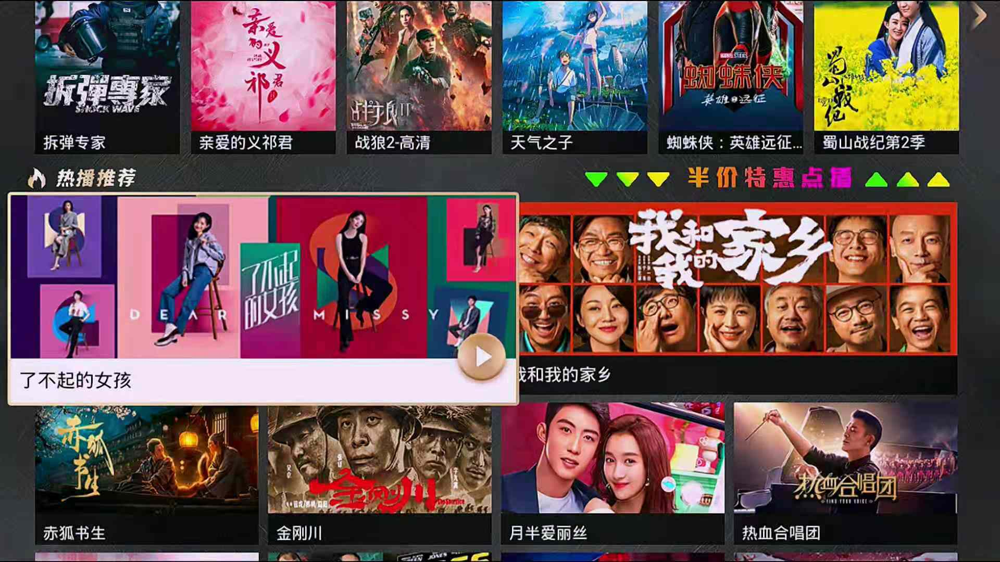 拆彈專家
SHOCK WAVE
亲爱的义祁君
战狼II
MARVEL STUDIOS
蜘蛛侠
英雄远征
蜀山战纪
拆弹专家
亲爱的义祁君
战狼2-高清
天气之子
蜘蛛侠：英雄远征...
蜀山战纪第2季
热播推荐
半价特惠点播
了不起的女孩
DEAR MISSY
我和我的家乡
了不起的女孩
我和我的家乡
赤狐书生
金刚川
The Sacrifice
热血合唱团
FIND YOUR VOICE
赤狐书生
金刚川
月半爱丽丝
热血合唱团